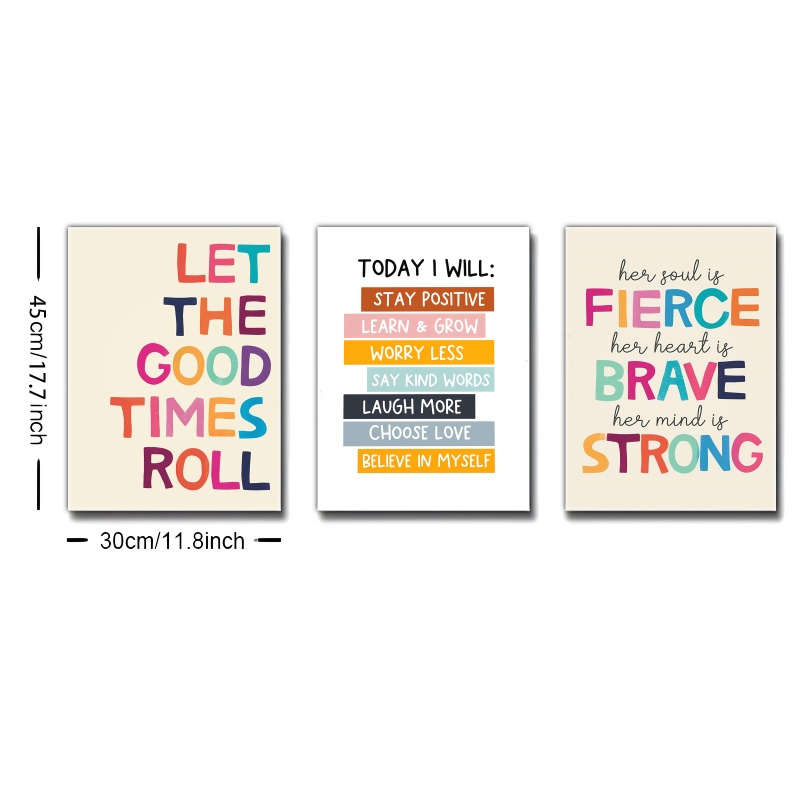 45cm/17.7inch
30cm/11.8inch
LET
THE
GOOD
TIMES
ROLL
TODAY I WILL:
STAY POSITIVE
LEARN & GROW
WORRY LESS
SAY KIND WORDS
LAUGH MORE
CHOOSE LOVE
BELIEVE IN MYSELF
her soul is
FIERCE
her heart is
BRAVE
her mind is
STRONG